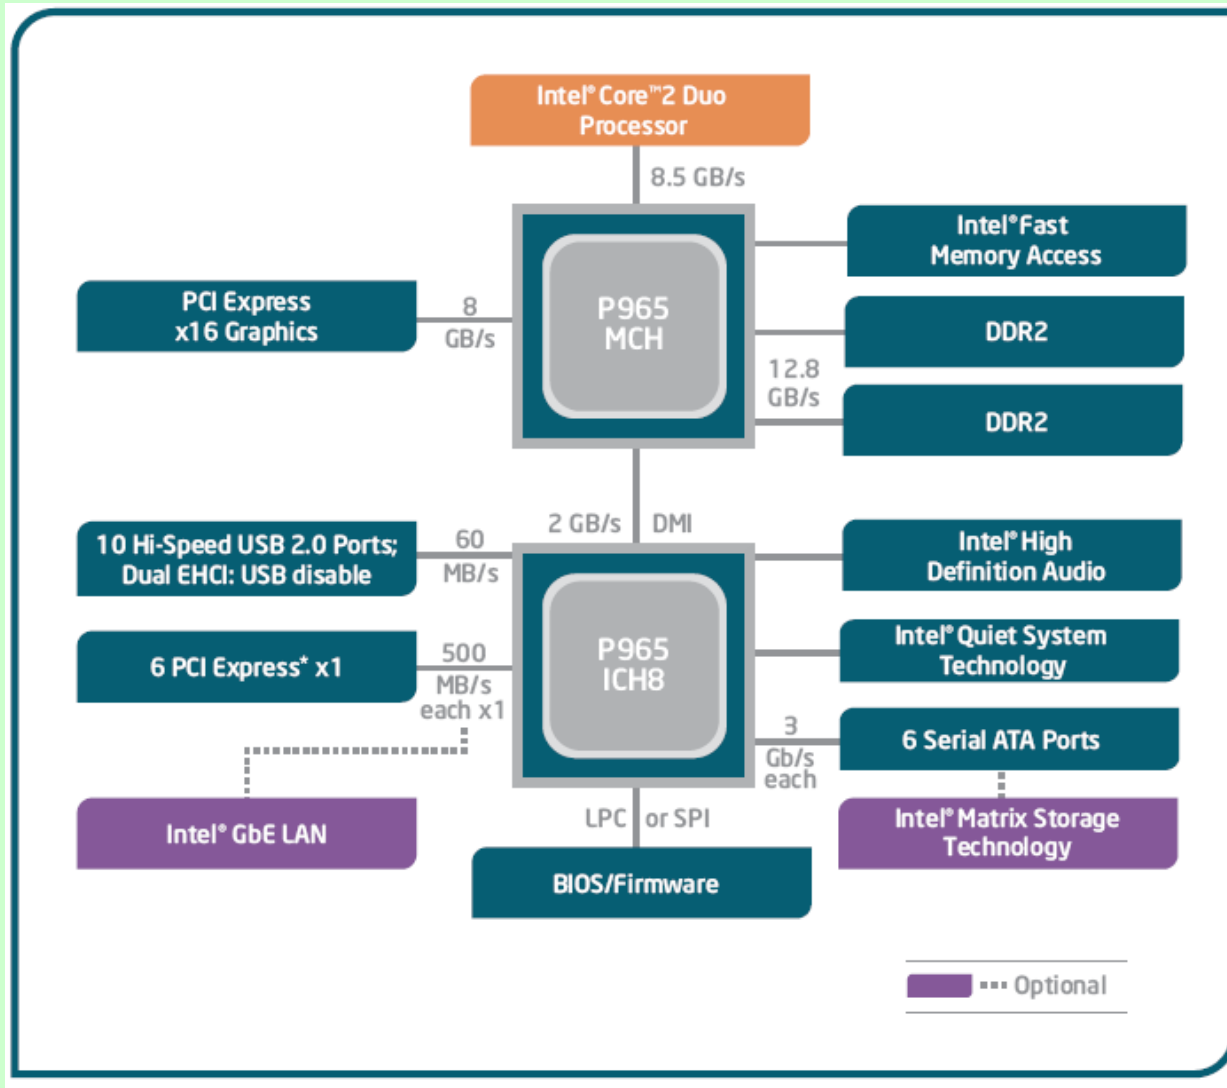 Intel® Core™2 Duo
Processor
8.5 GB/s
Intel® Fast
Memory Access
PCI Express
x16 Graphics
8
GB/s
P965
MCH
DDR2
12.8
GB/s
DDR2
2 GB/s DMI
10 Hi-Speed USB 2.0 Ports;
Dual EHCI: USB disable
60
MB/s
Intel® High
Definition Audio
6 PCI Express* x1
500
MB/s
each x1
P965
ICH8
Intel® Quiet System
Technology
3
Gb/s
each
6 Serial ATA Ports
Intel® GbE LAN
LPC or SPI
Intel® Matrix Storage
Technology
BIOS/Firmware
Optional